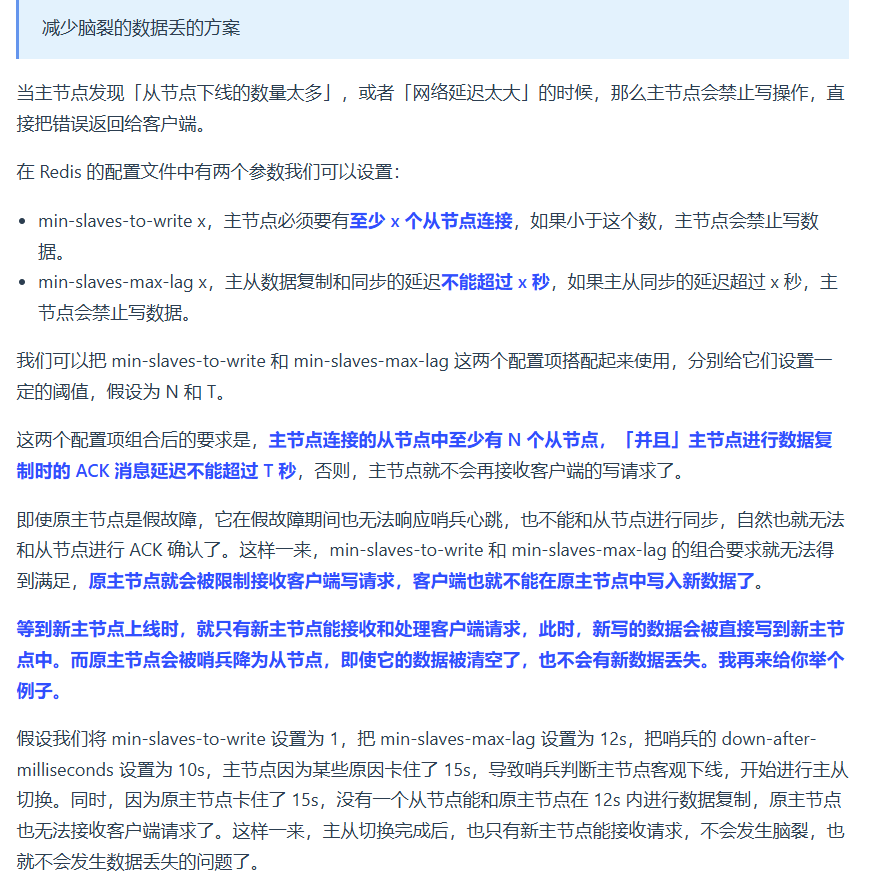 减少脑裂的数据丢的方案
当主节点发现「从节点下线的数量太多」，或者「网络延迟太大」的时候，那么主节点会禁止写操作，直
接把错误返回给客户端。
在 Redis 的配置文件中有两个参数我们可以设置：
• min-slaves-to-write x，主节点必须要有至少 x 个从节点连接，如果小于这个数，主节点会禁止写数
据。
• min-slaves-max-lag x，主从数据复制和同步的延迟不能超过 x 秒，如果主从同步的延迟超过 x 秒，主
节点会禁止写数据。
我们可以把 min-slaves-to-write 和 min-slaves-max-lag 这两个配置项搭配起来使用，分别给它们设置一
定的阈值，假设为 N 和 T。
这两个配置项组合后的要求是，主节点连接的从节点中至少有 N 个从节点，「并且」主节点进行数据复
制时的 ACK 消息延迟不能超过 T 秒，否则，主节点就不会再接收客户端的写请求了。
即使原主节点是假故障，它在假故障期间也无法响应哨兵心跳，也不能和从节点进行同步，自然也就无法
和从节点进行 ACK 确认了。这样一来，min-slaves-to-write 和 min-slaves-max-lag 的组合要求就无法得
到满足，原主节点就会被限制接收客户端写请求，客户端也就不能在原主节点中写入新数据了。
等到新主节点上线时，就只有新主节点能接收和处理客户端请求，此时，新写的数据会被直接写到新主节
点中。而原主节点会被哨兵降为从节点，即使它的数据被清空了，也不会有新数据丢失。我再来给你举个
例子。
假设我们将 min-slaves-to-write 设置为 1，把 min-slaves-max-lag 设置为 12s，把哨兵的 down-after-
milliseconds 设置为 10s，主节点因为某些原因卡住了 15s，导致哨兵判断主节点客观下线，开始进行主从
切换。同时，因为原主节点卡住了 15s，没有一个从节点能和原主节点在 12s 内进行数据复制，原主节点
也无法接收客户端请求了。这样一来，主从切换完成后，也只有新主节点能接收请求，不会发生脑裂，也
就不会发生数据丢失的问题了。